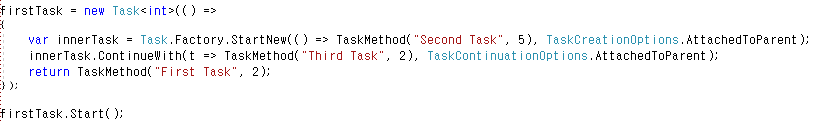 firstTask = new Task<int>(() =>
{
    var innerTask = Task.Factory.StartNew(() => TaskMethod("Second Task", 5), TaskCreationOptions.AttachedToParent);
    innerTask.ContinueWith(t => TaskMethod("Third Task", 2), TaskContinuationOptions.AttachedToParent);
    return TaskMethod("First Task", 2);
});
firstTask.Start();